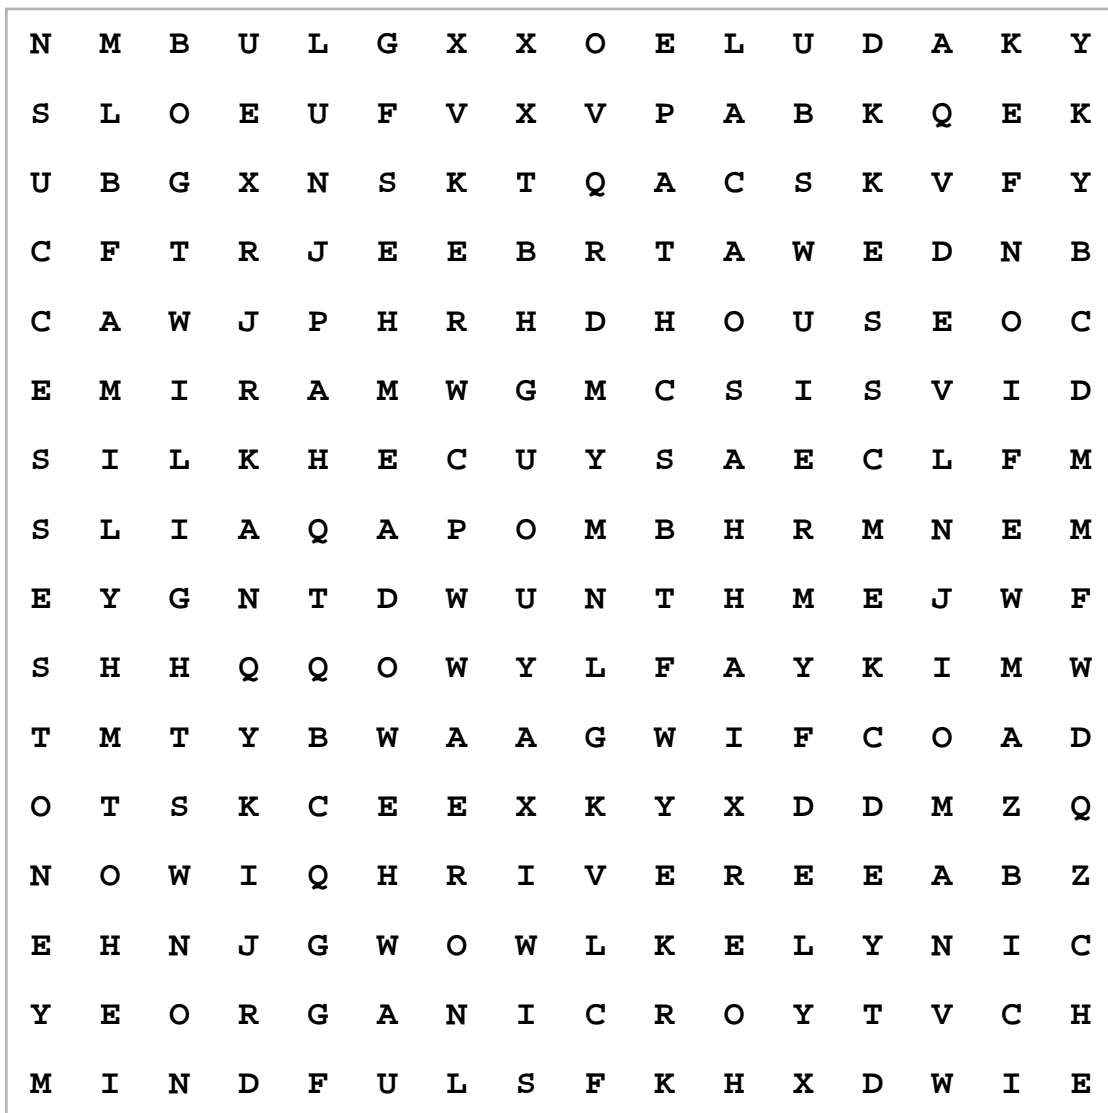 N M B U L G X X O E L U D A K Y
S L O E U F V X V P A B K Q E K
U B G X N S K T Q A C S K V F Y
C F T R J E E B R T A W E D N B
C A W J P H R H D H O U S E O C
E M I R A M W G M C S I S V I D
S I L K H E C U Y S A E C L F M
S L I A Q A P O M B H R M N E M
E Y G N T D W U N T H M E J W F
S H H Q Q O W Y L F A Y K I M W
T M T Y B W A A G W I F C O A D
O T S K C E E X K Y X D D M Z Q
N O W I Q H R I V E R E E A B Z
E H N J G W O W L K E L Y N I C
Y E O R G A N I C R O Y T V C H
M I N D F U L S F K H X D W I E